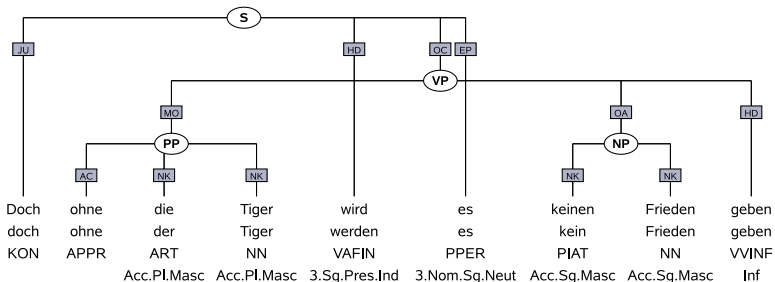 S
JU HD OC EP
VP
MO OA HD
PP NP
AC NK NK NK NK
Doch ohne die Tiger wird es keinen Frieden geben
doch ohne der Tiger werden es kein Frieden geben
KON APPR ART NN VAFIN PPER PIAT NN VVINF
Acc.Pl.Masc Acc.Pl.Masc 3.Sg.Pres.Ind 3.Nom.Sg.Neut Acc.Sg.Masc Acc.Sg.Masc Inf